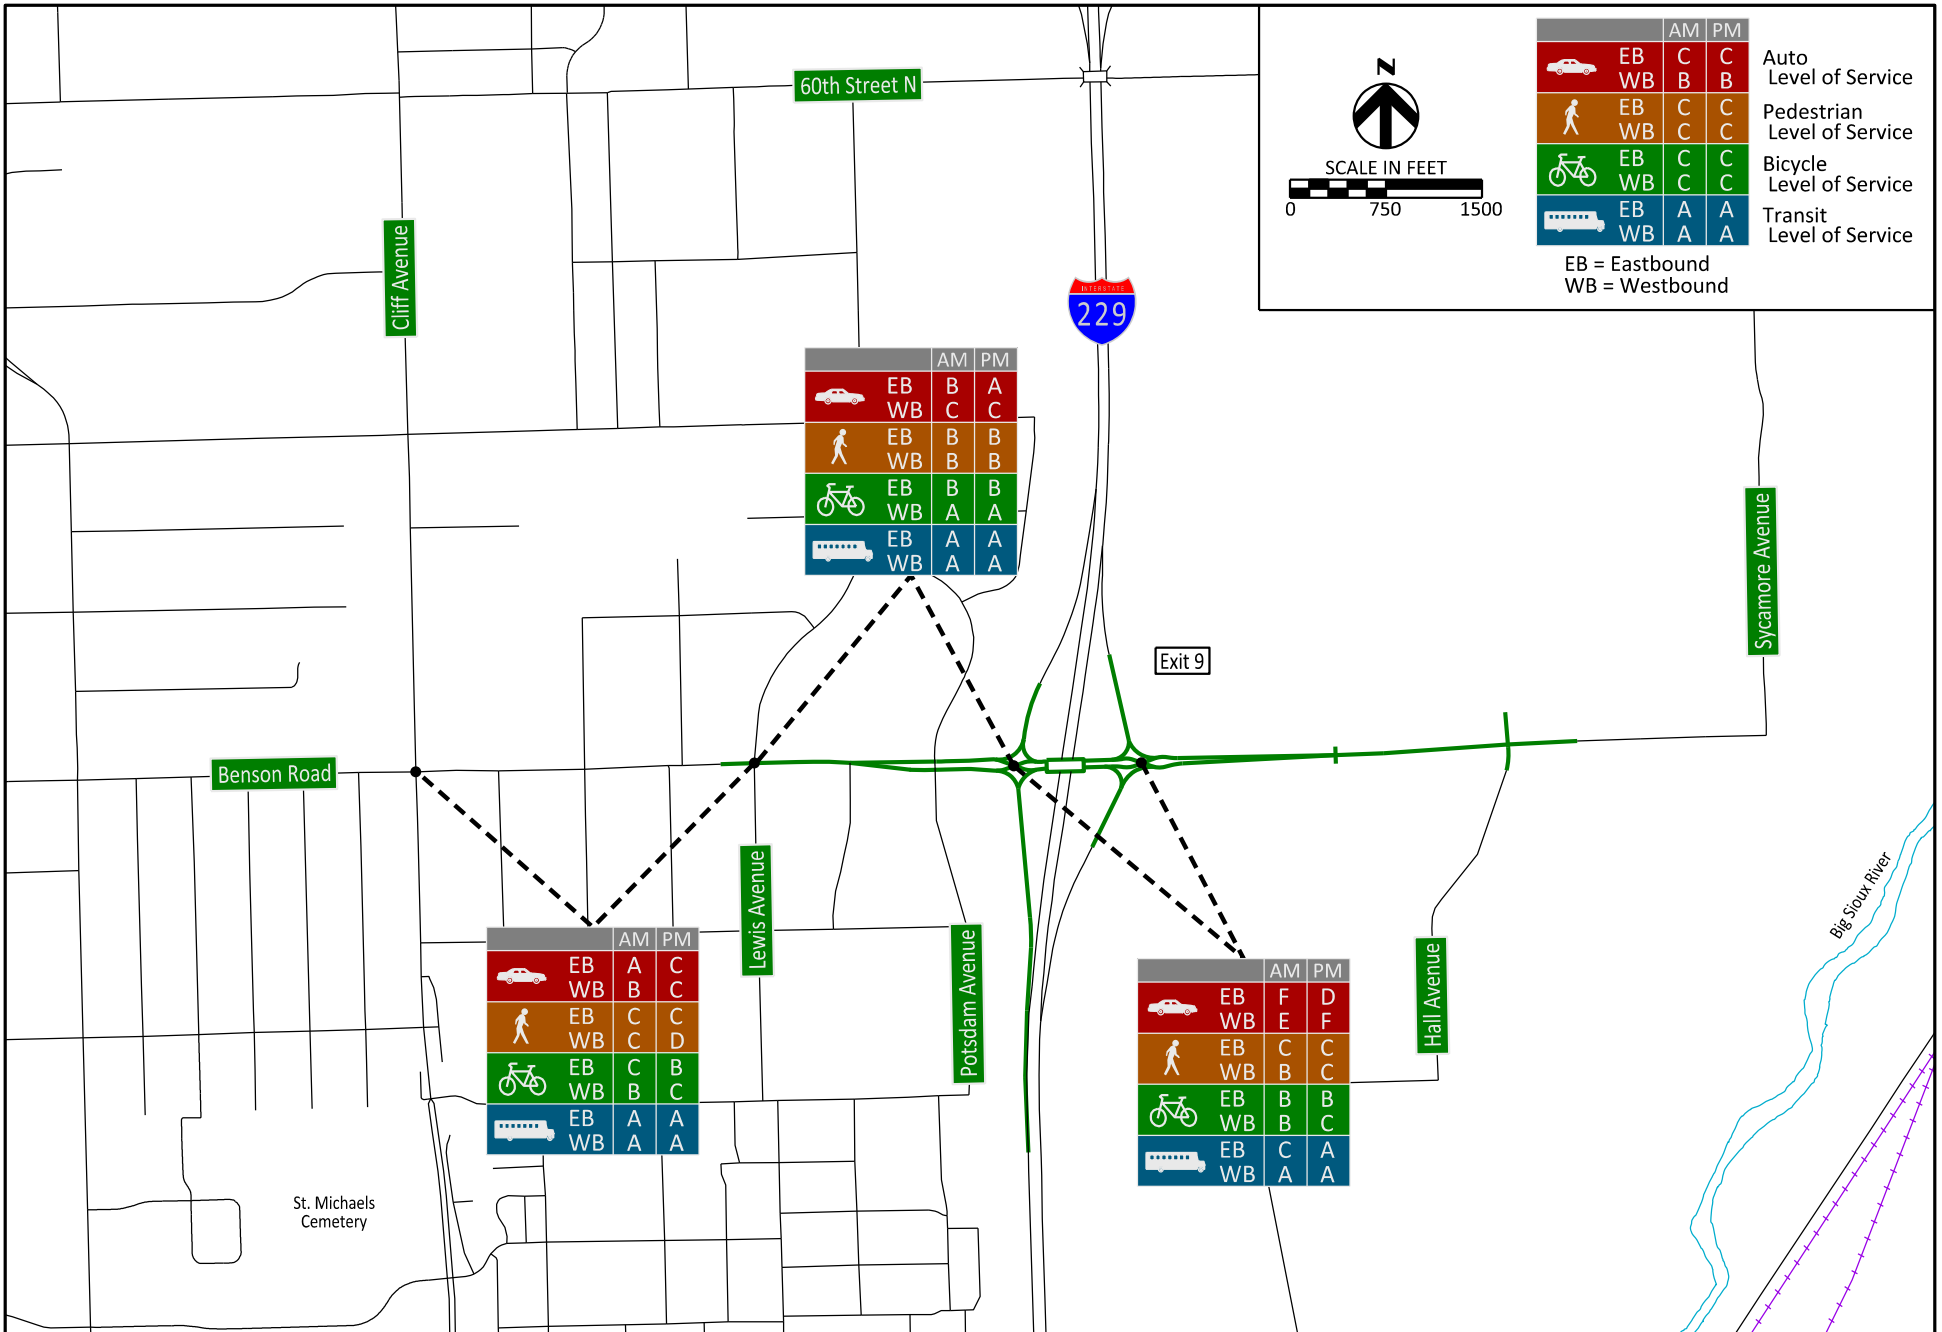 60th Street N
Cliff Avenue
INTERSTATE
229
N
SCALE IN FEET
0 750 1500
AM PM
EB C C
WB B B
Auto
Level of Service
EB C C
WB C C
Pedestrian
Level of Service
EB C C
WB C C
Bicycle
Level of Service
EB A A
WB A A
Transit
Level of Service
EB = Eastbound
WB = Westbound
AM PM
EB B A
WB C C
EB B B
WB B B
EB B B
WB A A
EB A A
WB A A
Sycamore Avenue
Exit 9
Benson Road
Lewis Avenue
Potsdam Avenue
Hall Avenue
Big Sioux River
AM PM
EB A C
WB B C
EB C C
WB C D
EB C B
WB B C
EB A A
WB A A
AM PM
EB F D
WB E F
EB C C
WB B C
EB B B
WB B C
EB C A
WB A A
St. Michaels
Cemetery